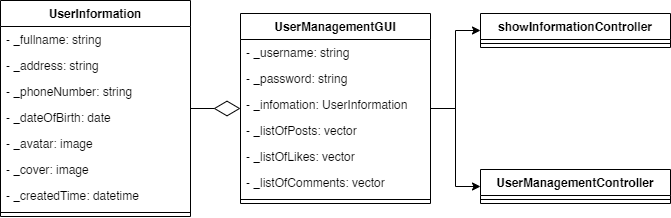 UserInformation
- _fullname: string
- _address: string
- _phoneNumber: string
- _dateOfBirth: date
- _avatar: image
- _cover: image
- _createdTime: datetime
UserManagementGUI
- _username: string
- _password: string
- _infomation: UserInformation
- _listOfPosts: vector
- _listOfLikes: vector
- _listOfComments: vector
showInformationController
UserManagementController